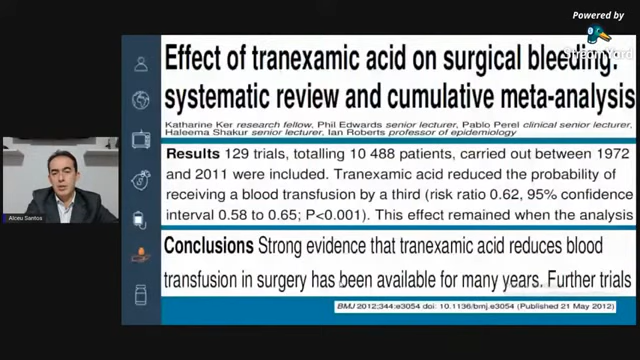 Powered by
StreamYard
Effect of tranexamic acid on surgical bleeding:
systematic review and cumulative meta-analysis
Katharine Ker research fellow, Phil Edwards senior lecturer, Pablo Perel clinical senior lecturer,
Haleema Shakur senior lecturer, Ian Roberts professor of epidemiology
Results 129 trials, totalling 10 488 patients, carried out between 1972
and 2011 were included. Tranexamic acid reduced the probability of
receiving a blood transfusion by a third (risk ratio 0.62, 95% confidence
interval 0.58 to 0.65; P<0.001). This effect remained when the analysis
Alceu Santos
Conclusions Strong evidence that tranexamic acid reduces blood
transfusion in surgery has been available for many years. Further trials
BMJ 2012;344:e3054 doi: 10.1136/bmj.e3054 (Published 21 May 2012)